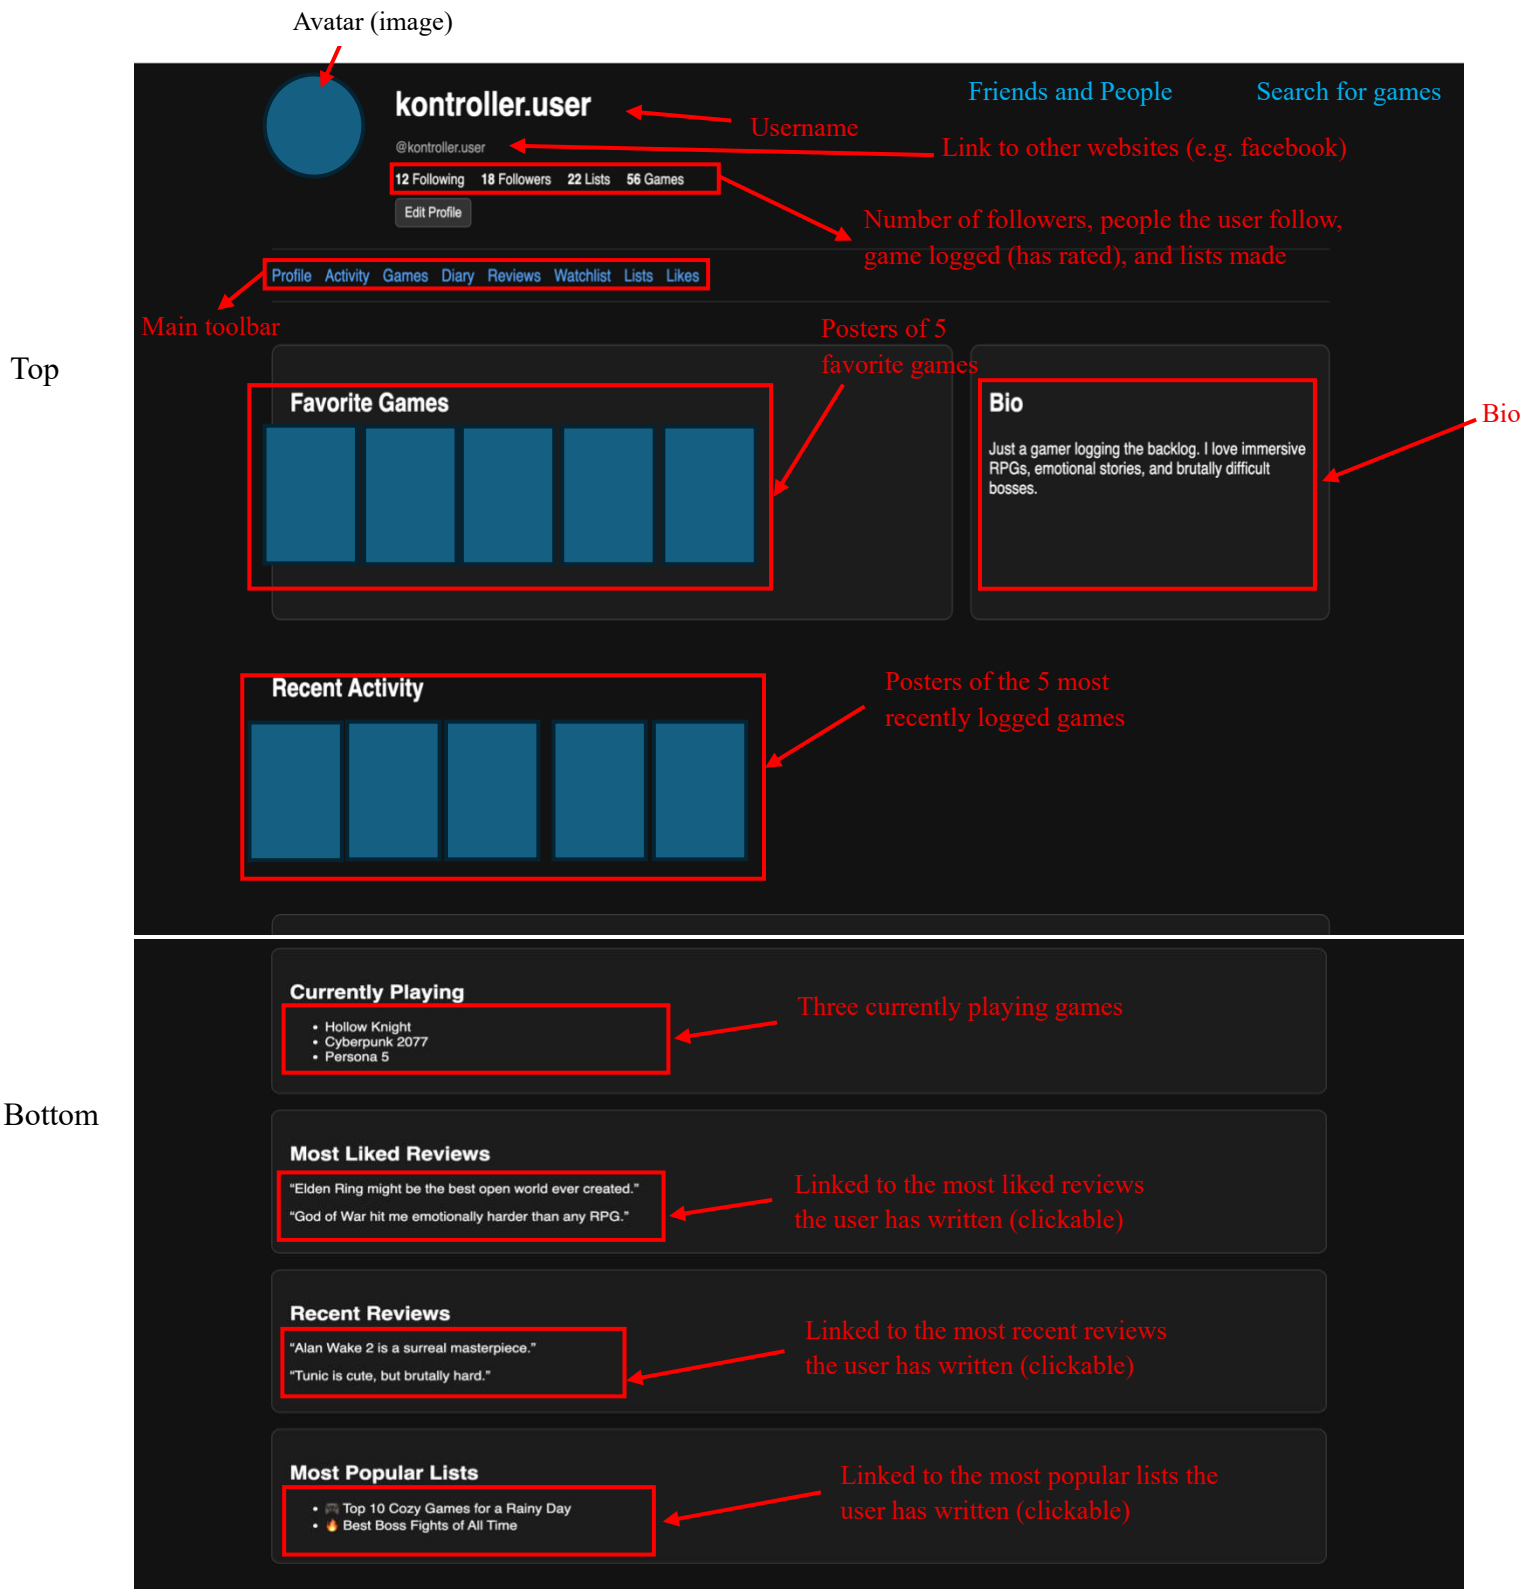 Avatar (image)
kontroller.user
Friends and People
Search for games
Username
@kontroller.user
Link to other websites (e.g. facebook)
12 Following 18 Followers 22 Lists 56 Games
Edit Profile
Number of followers, people the user follow,
game logged (has rated), and lists made
Profile Activity Games Diary Reviews Watchlist Lists Likes
Main toolbar
Top
Posters of 5
favorite games
Favorite Games
Bio
Just a gamer logging the backlog. I love immersive
RPGs, emotional stories, and brutally difficult
bosses.
Bio
Recent Activity
Posters of the 5 most
recently logged games
Bottom
Currently Playing
• Hollow Knight
• Cyberpunk 2077
• Persona 5
Three currently playing games
Most Liked Reviews
“Elden Ring might be the best open world ever created.”
“God of War hit me emotionally harder than any RPG.”
Linked to the most liked reviews
the user has written (clickable)
Recent Reviews
“Alan Wake 2 is a surreal masterpiece.”
“Tunic is cute, but brutally hard.”
Linked to the most recent reviews
the user has written (clickable)
Most Popular Lists
• 🎮 Top 10 Cozy Games for a Rainy Day
• 🔥 Best Boss Fights of All Time
Linked to the most popular lists the
user has written (clickable)